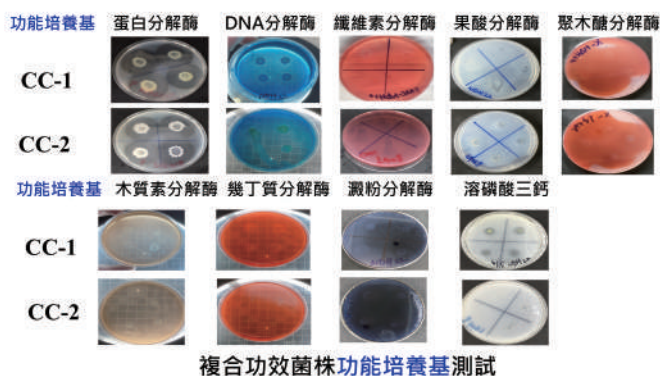 功能培養基 蛋白分解酶 DNA分解酶 纖維素分解酶 果酸分解酶 聚木醣分解酶
CC-1
CC-2
功能培養基 木質素分解酶 幾丁質分解酶 澱粉分解酶 溶磷酸三鈣
CC-1
CC-2
複合功效菌株功能培養基測試